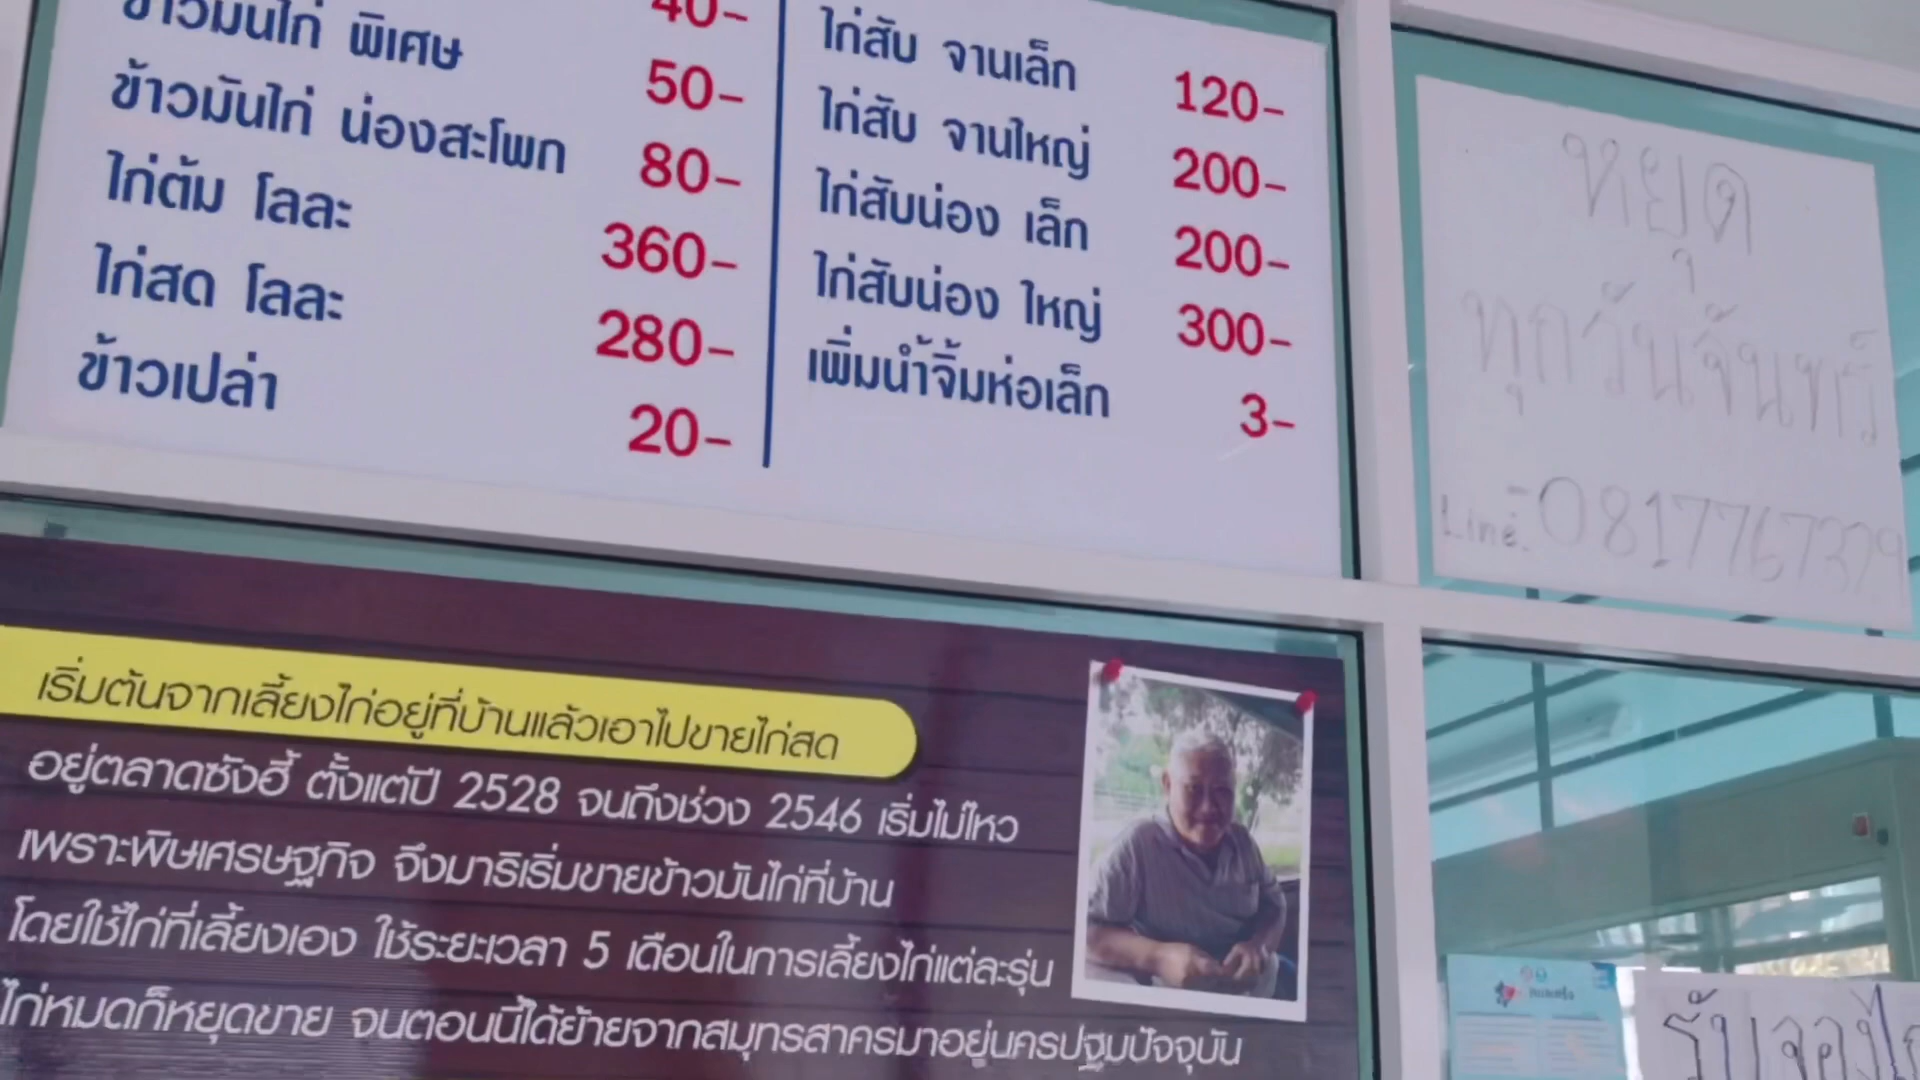 ข้าวมันไก่ พิเศษ 50-
ข้าวมันไก่ น่องสะโพก 80-
ไก่ต้ม โลละ 360-
ไก่สด โลละ 280-
ข้าวเปล่า 20-
40-
ไก่สับ จานเล็ก 120-
ไก่สับ จานใหญ่ 200-
ไก่สับน่อง เล็ก 200-
ไก่สับน่อง ใหญ่ 300-
เพิ่มน้ำจิ้มห่อเล็ก 3-
หยุด
ทุกวันจันทร์
Line:- 0817767329
เริ่มต้นจากเลี้ยงไก่อยู่ที่บ้านแล้วเอาไปขายไก่สด
อยู่ตลาดซังฮี้ ตั้งแต่ปี 2528 จนถึงช่วง 2546 เริ่มไม่ไหว
เพราะพิษเศรษฐกิจ จึงมาริเริ่มขายข้าวมันไก่ที่บ้าน
โดยใช้ไก่ที่เลี้ยงเอง ใช้ระยะเวลา 5 เดือนในการเลี้ยงไก่แต่ละรุ่น
ไก่หมดก็หยุดขาย จนตอนนี้ได้ย้ายจากสมุทรสาครมาอยู่นครปฐมปัจจุบัน
รับจอง